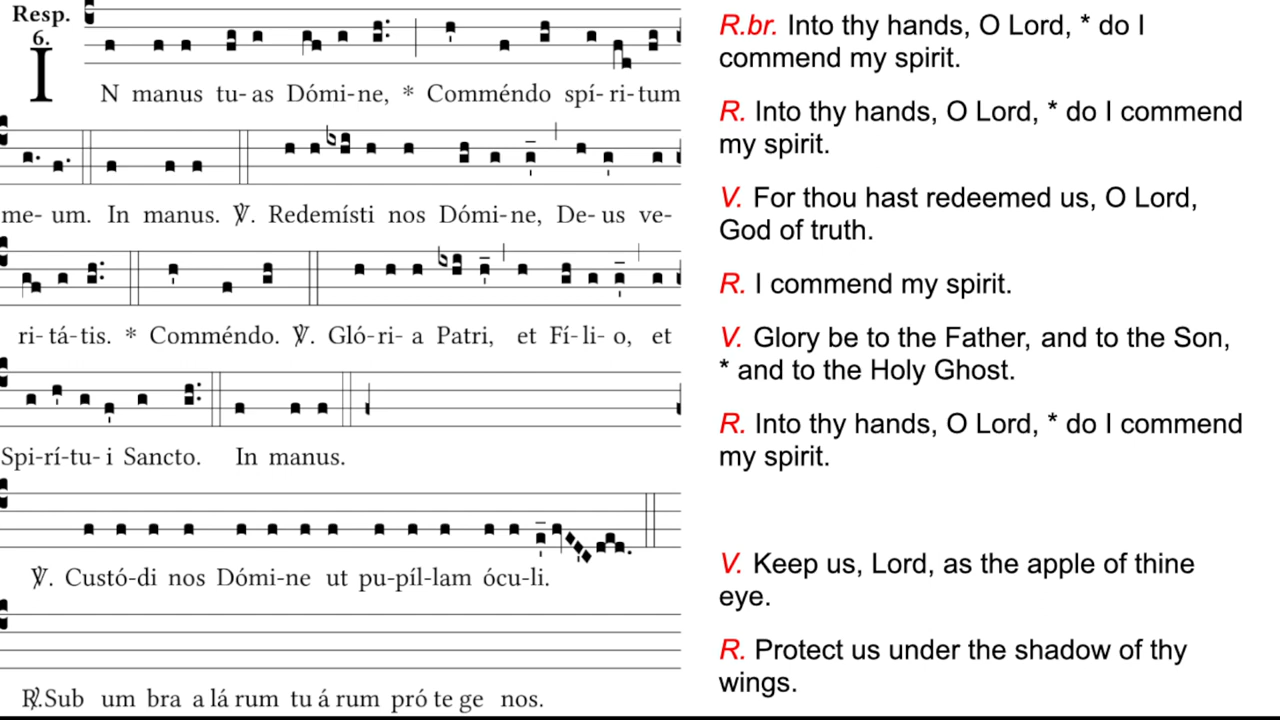 Resp.
6.
IN manus tu-as Dómi-ne, * Comméndo spí-ri-tum
me-um. In manus. ℣. Redemísti nos Dómi-ne, De-us ve-
ri-tá-tis. * Comméndo. ℣. Gló-ri-a Patri, et Fí-li-o, et
Spi-rí-tu-i Sancto. In manus.
℣. Custó-di nos Dómi-ne ut pu-píl-lam ócu-li.
℟.Sub um bra a lá rum tu á rum pró te ge nos.
R.br. Into thy hands, O Lord, * do I
commend my spirit.
R. Into thy hands, O Lord, * do I commend
my spirit.
V. For thou hast redeemed us, O Lord,
God of truth.
R. I commend my spirit.
V. Glory be to the Father, and to the Son,
* and to the Holy Ghost.
R. Into thy hands, O Lord, * do I commend
my spirit.
V. Keep us, Lord, as the apple of thine
eye.
R. Protect us under the shadow of thy
wings.